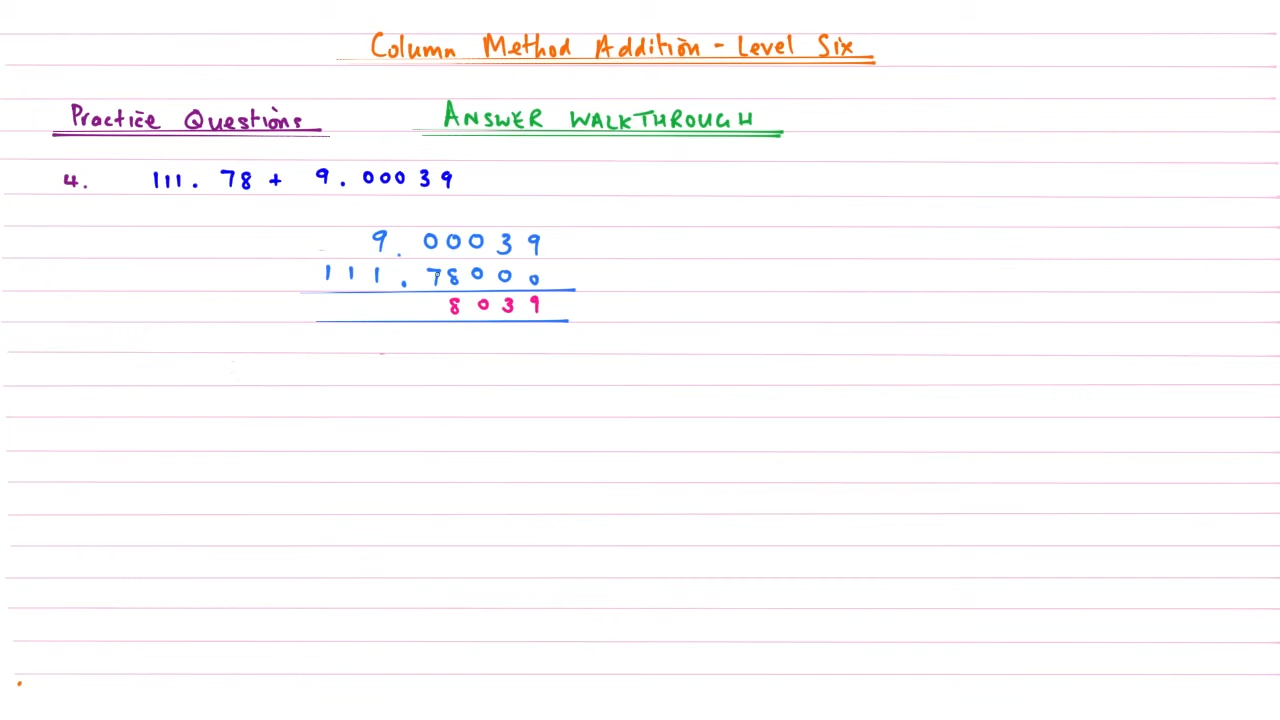 Column Method Addition - Level Six
Practice Questions ANSWER WALKTHROUGH
4. 111.78 + 9.00039
9.00039
111.78000
8039